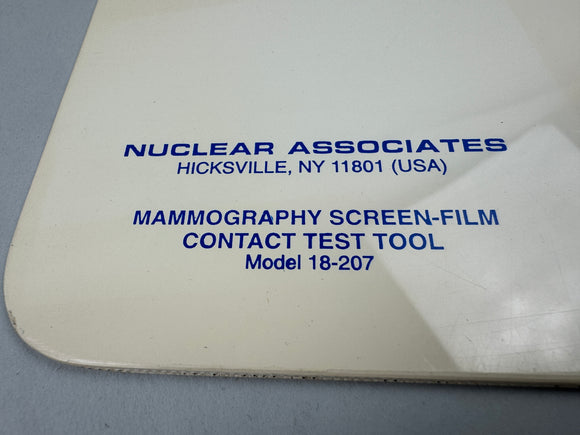 NUCLEAR ASSOCIATES
HICKSVILLE, NY 11801 (USA)
MAMMOGRAPHY SCREEN-FILM
CONTACT TEST TOOL
Model 18-207